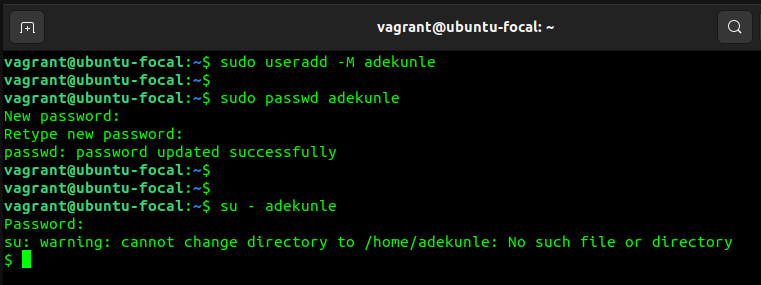 vagrant@ubuntu-focal: ~
vagrant@ubuntu-focal:~$ sudo useradd -M adekunle
vagrant@ubuntu-focal:~$
vagrant@ubuntu-focal:~$ sudo passwd adekunle
New password:
Retype new password:
passwd: password updated successfully
vagrant@ubuntu-focal:~$
vagrant@ubuntu-focal:~$
vagrant@ubuntu-focal:~$ su - adekunle
Password:
su: warning: cannot change directory to /home/adekunle: No such file or directory
$